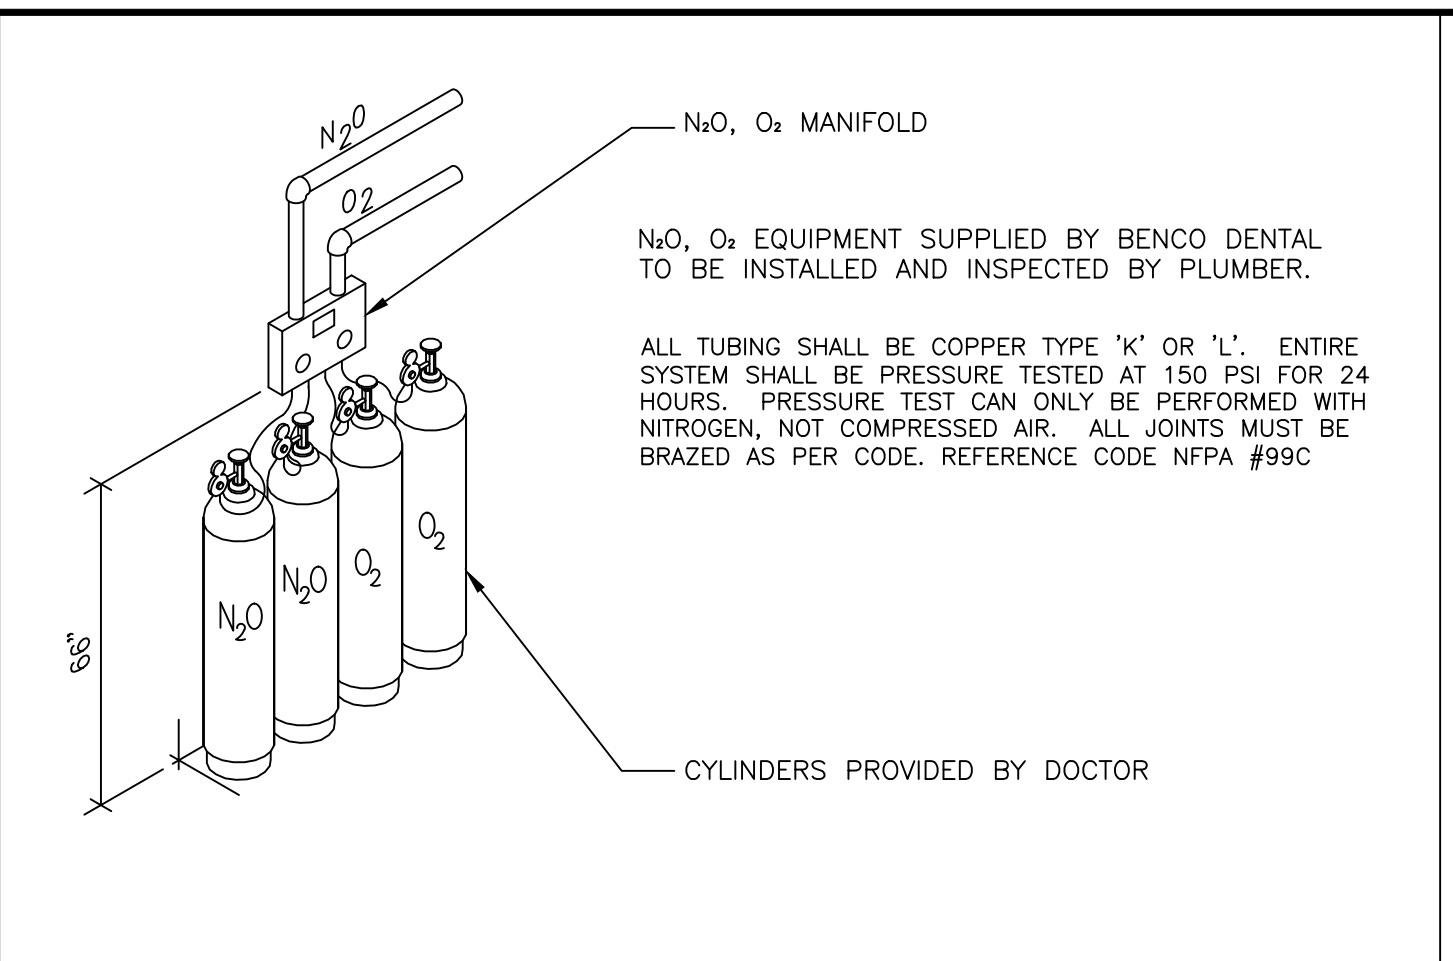 N2O
O2
N₂O, O₂ MANIFOLD
N₂O, O₂ EQUIPMENT SUPPLIED BY BENCO DENTAL
TO BE INSTALLED AND INSPECTED BY PLUMBER.
ALL TUBING SHALL BE COPPER TYPE 'K' OR 'L'. ENTIRE
SYSTEM SHALL BE PRESSURE TESTED AT 150 PSI FOR 24
HOURS. PRESSURE TEST CAN ONLY BE PERFORMED WITH
NITROGEN, NOT COMPRESSED AIR. ALL JOINTS MUST BE
BRAZED AS PER CODE. REFERENCE CODE NFPA #99C
O₂
O₂
N₂O
N₂O
66"
CYLINDERS PROVIDED BY DOCTOR